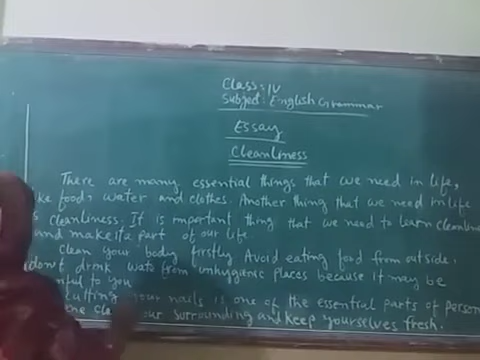 Class: IV
Subject: English Grammar
Essay
Cleanliness
There are many essential things that we need in life,
like food, water and clothes. Another thing that we need in life
is cleanliness. It is important thing that we need to learn
and make it a part of our life.
Clean your body firstly Avoid eating food from outside.
don't drink wate from unhygienic places because it may be
to you
cutting your nails is one of the essential parts of
our surrounding and keep yourselves fresh.